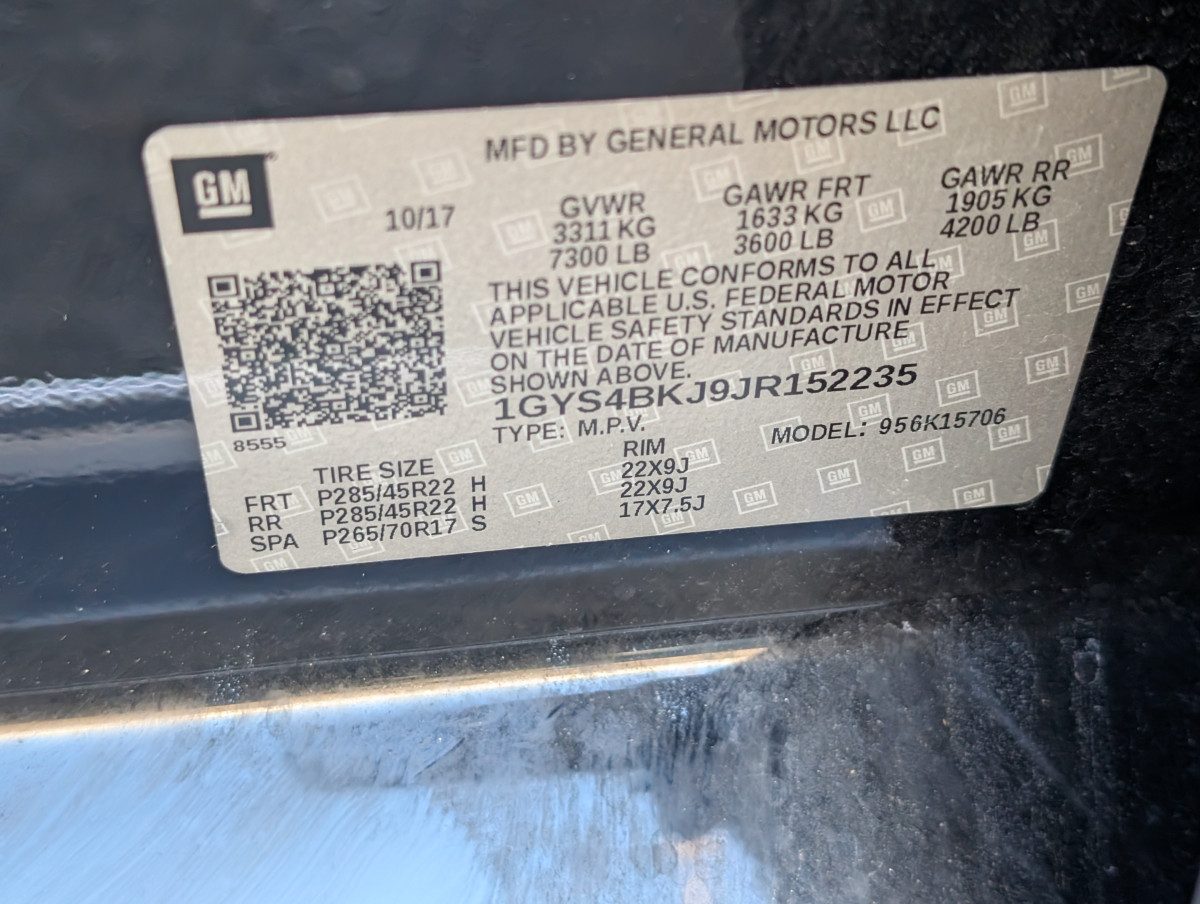 MFD BY GENERAL MOTORS LLC
GM
10/17
GVWR
3311 KG
7300 LB
GAWR FRT
1633 KG
3600 LB
GAWR RR
1905 KG
4200 LB
THIS VEHICLE CONFORMS TO ALL
APPLICABLE U.S. FEDERAL MOTOR
VEHICLE SAFETY STANDARDS IN EFFECT
ON THE DATE OF MANUFACTURE
SHOWN ABOVE.
1GYS4BKJ9JR152235
8555
TYPE: M.P.V.
MODEL: 956K15706
TIRE SIZE
RIM
FRT P285/45R22 H 22X9J
RR P285/45R22 H 22X9J
SPA P265/70R17 S 17X7.5J